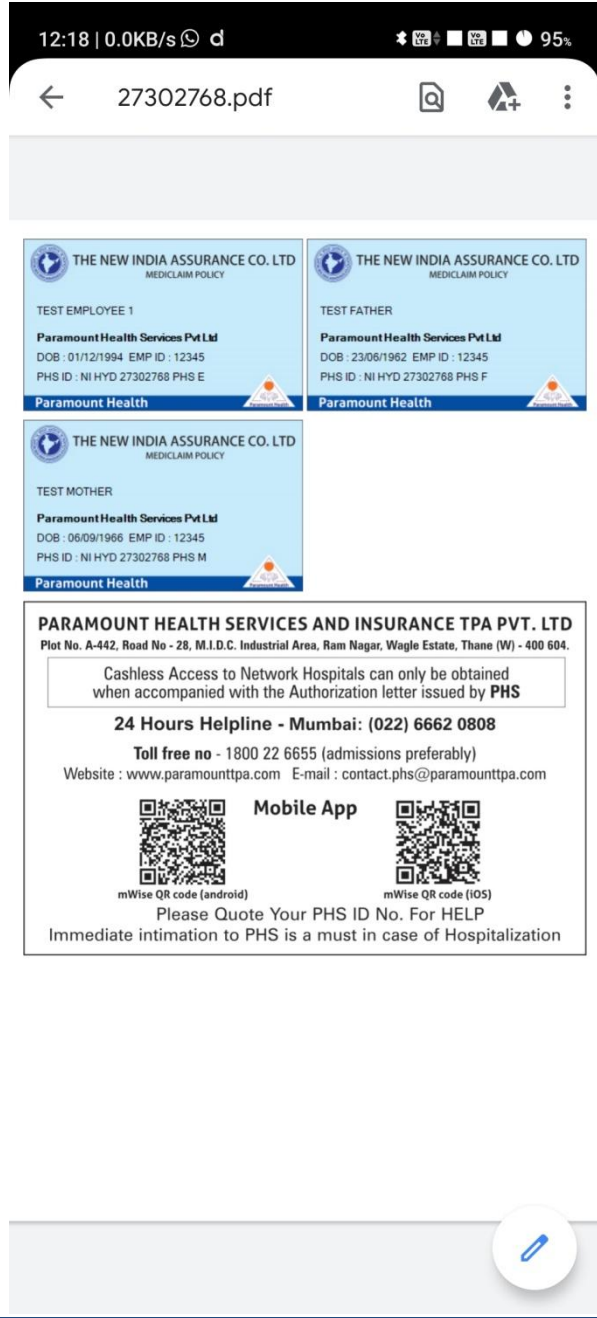 12:18 | 0.0KB/s d Vo LTE Vo LTE 95%
27302768.pdf
THE NEW INDIA ASSURANCE CO. LTD
MEDICLAIM POLICY
TEST EMPLOYEE 1
Paramount Health Services Pvt Ltd
DOB : 01/12/1994 EMP ID : 12345
PHS ID : NI HYD 27302768 PHS E
Paramount Health
Paramount Health
THE NEW INDIA ASSURANCE CO. LTD
MEDICLAIM POLICY
TEST FATHER
Paramount Health Services Pvt Ltd
DOB : 23/06/1962 EMP ID : 12345
PHS ID : NI HYD 27302768 PHS F
Paramount Health
Paramount Health
THE NEW INDIA ASSURANCE CO. LTD
MEDICLAIM POLICY
TEST MOTHER
Paramount Health Services Pvt Ltd
DOB : 06/09/1966 EMP ID : 12345
PHS ID : NI HYD 27302768 PHS M
Paramount Health
Paramount Health
PARAMOUNT HEALTH SERVICES AND INSURANCE TPA PVT. LTD
Plot No. A-442, Road No - 28, M.I.D.C. Industrial Area, Ram Nagar, Wagle Estate, Thane (W) - 400 604.
Cashless Access to Network Hospitals can only be obtained
when accompanied with the Authorization letter issued by PHS
24 Hours Helpline - Mumbai: (022) 6662 0808
Toll free no - 1800 22 6655 (admissions preferably)
Website : www.paramounttpa.com E-mail : contact.phs@paramounttpa.com
Mobile App
mWise QR code (android) mWise QR code (iOS)
Please Quote Your PHS ID No. For HELP
Immediate intimation to PHS is a must in case of Hospitalization